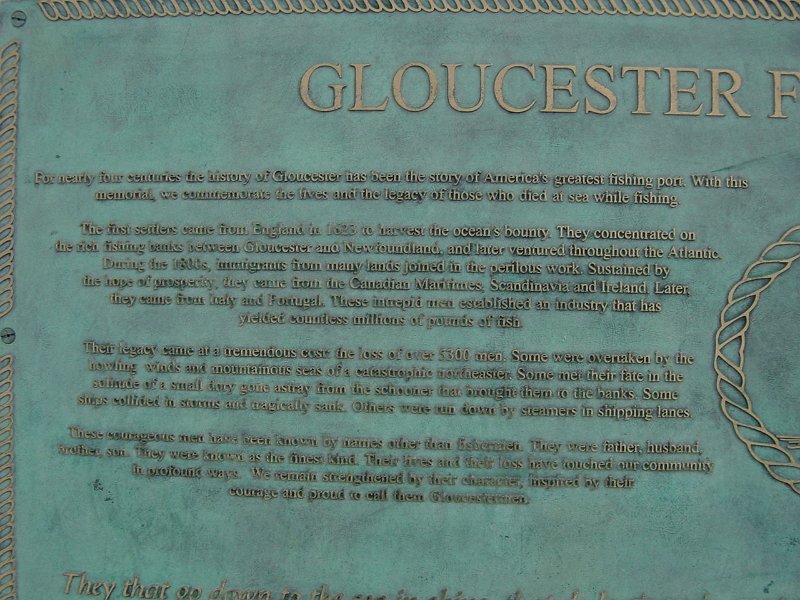 GLOUCESTER F
For nearly four centuries the history of Gloucester has been the story of America's greatest fishing port. With this
memorial, we commemorate the lives and the legacy of those who died at sea while fishing.
The first settlers came from England in 1623 to harvest the ocean's bounty. They concentrated on
the rich fishing banks between Gloucester and Newfoundland, and later ventured throughout the Atlantic.
During the 1800s, immigrants from many lands joined in the perilous work. Sustained by
the hope of prosperity, they came from the Canadian Maritimes, Scandinavia and Ireland. Later,
they came from Italy and Portugal. These intrepid men established an industry that has
yielded countless millions of pounds of fish.
Their legacy came at a tremendous cost: the loss of over 5300 men. Some were overtaken by the
howling winds and mountainous seas of a catastrophic northeaster. Some met their fate in the
solitude of a small dory gone astray from the schooner that brought them to the banks. Some
ships collided in storms and tragically sank. Others were run down by steamers in shipping lanes.
These courageous men have been known by names other than fishermen. They were father, husband,
brother, son. They were known as the finest kind. Their lives and their loss have touched our community
in profound ways. We remain strengthened by their character, inspired by their
courage and proud to call them Gloucestermen.
They that go down to the sea in ships, that do